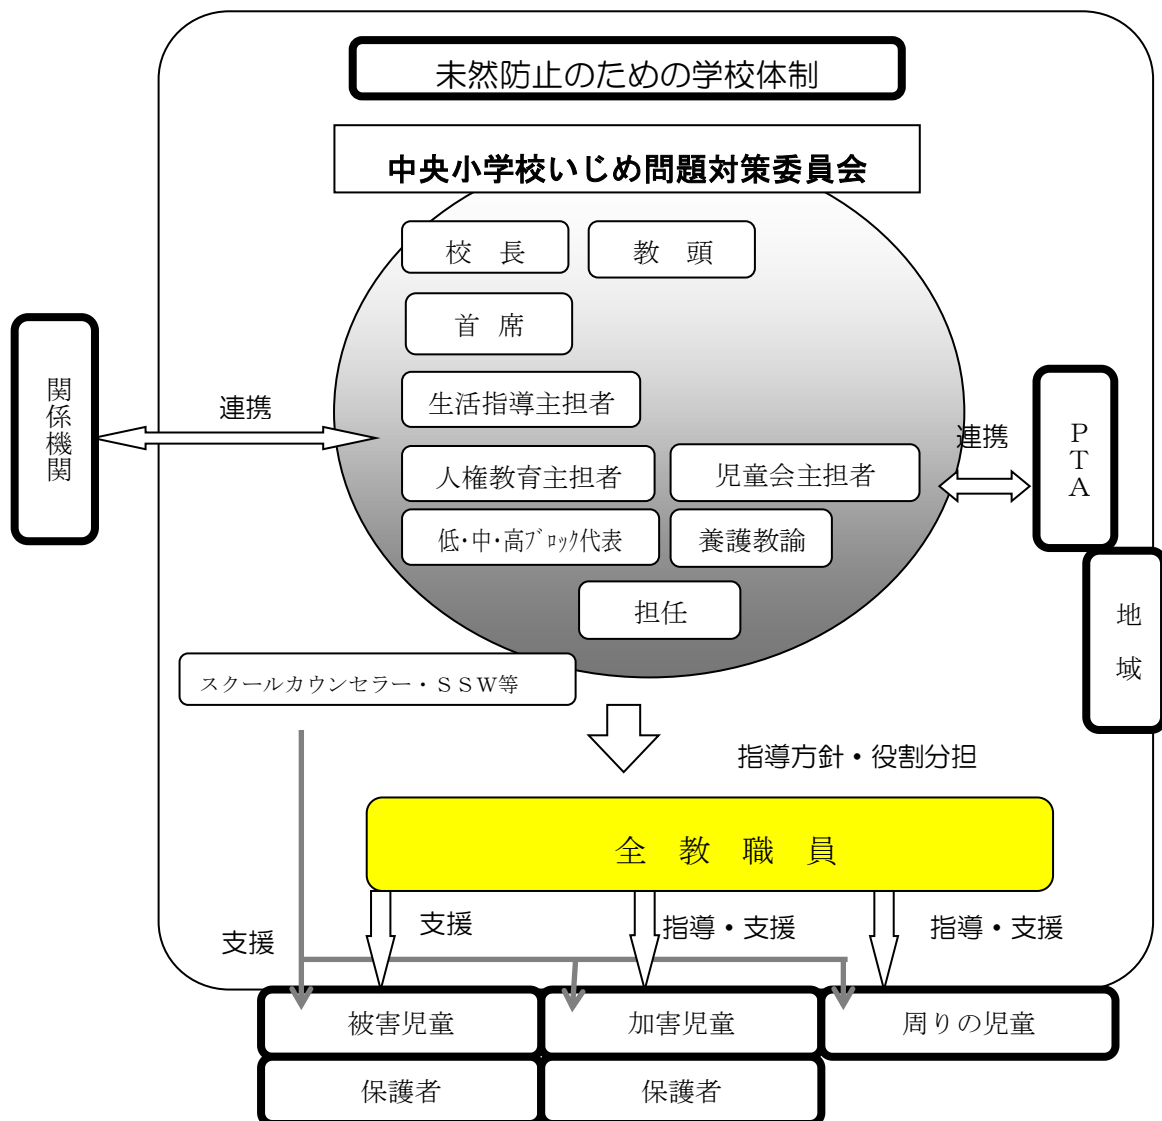 未然防止のための学校体制
中央小学校いじめ問題対策委員会
校　長
教　頭
首　席
生活指導主担者
人権教育主担者
児童会主担者
低・中・高ﾌﾞﾛｯｸ代表
養護教諭
担任
スクールカウンセラー・ＳＳＷ等
関係機関
連携
連携
ＰＴＡ
地　域
指導方針・役割分担
全　教　職　員
支援
支援
指導・支援
指導・支援
被害児童
加害児童
周りの児童
保護者
保護者